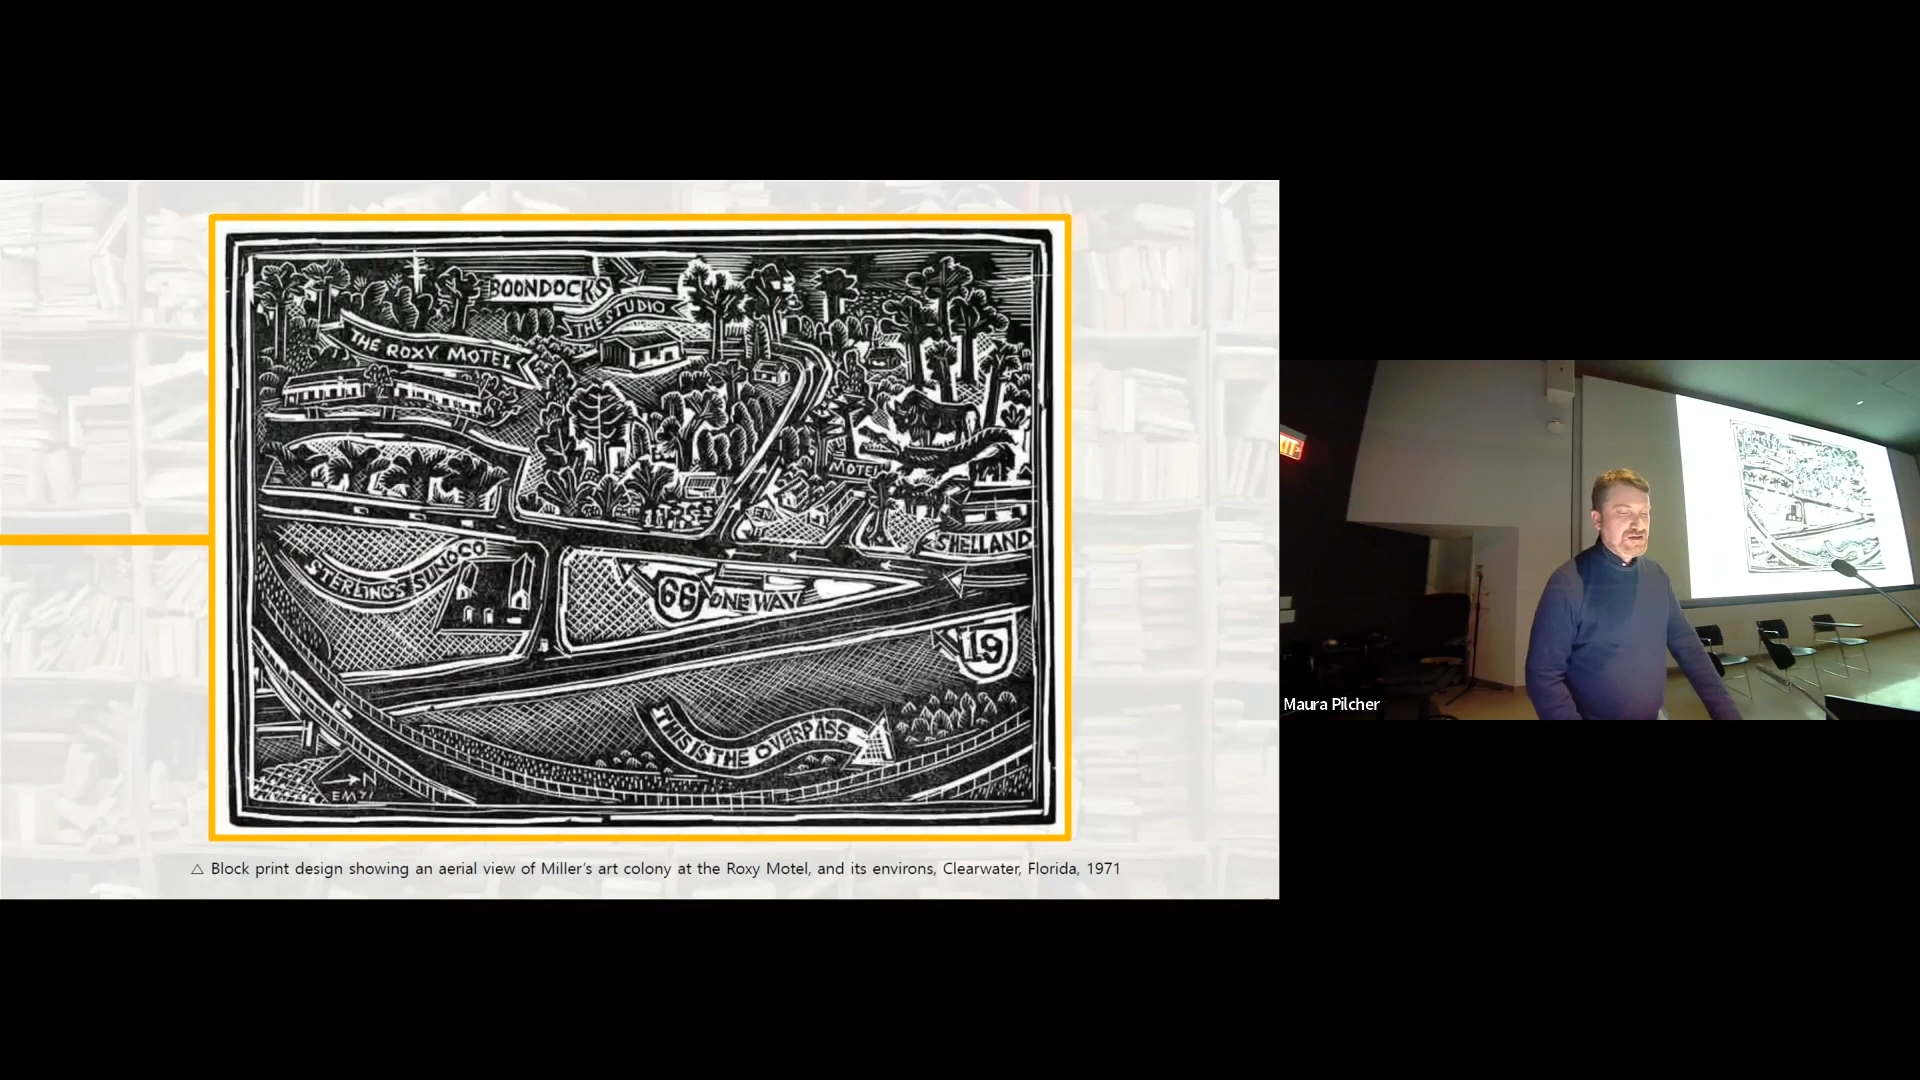 BOONDOCKS
THE STUDIO
THE ROXY MOTEL
MOTEL
SHELLAND
STERLING'S SUNOCO
66 ONE WAY
19
THIS IS THE OVERPASS
N
EM71
△ Block print design showing an aerial view of Miller's art colony at the Roxy Motel, and its environs, Clearwater, Florida, 1971
Maura Pilcher